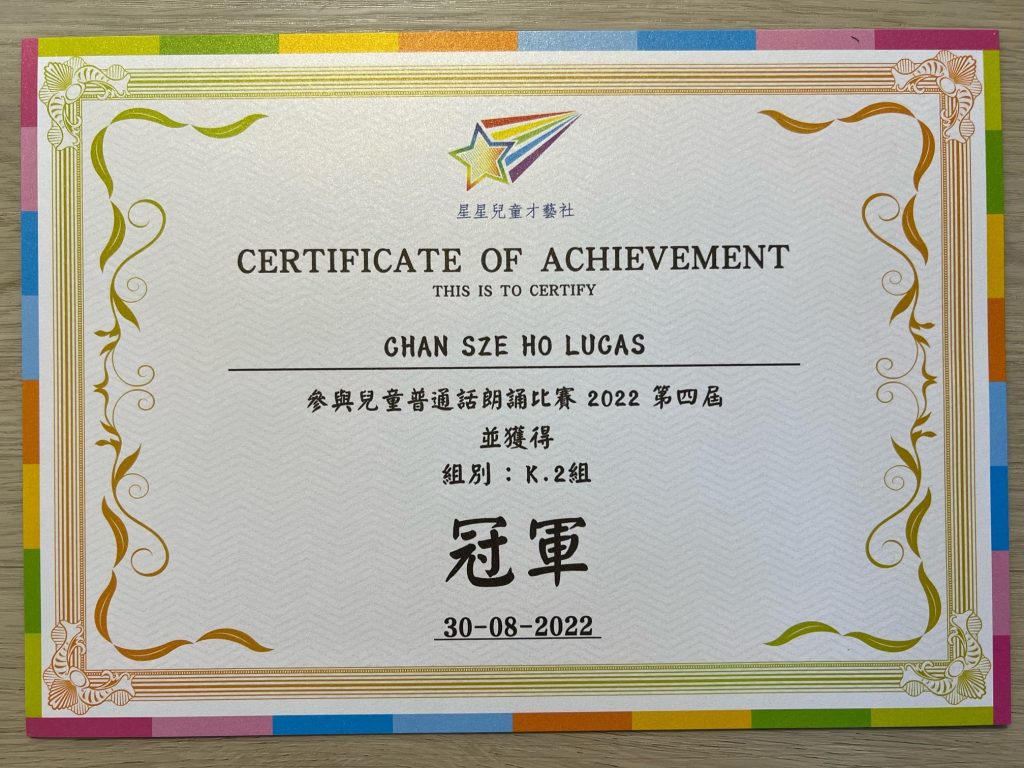 星星兒童才藝社
CERTIFICATE OF ACHIEVEMENT
THIS IS TO CERTIFY
CHAN SZE HO LUCAS
參與兒童普通話朗誦比賽 2022 第四屆
並獲得
組別：K.2組
冠軍
30-08-2022